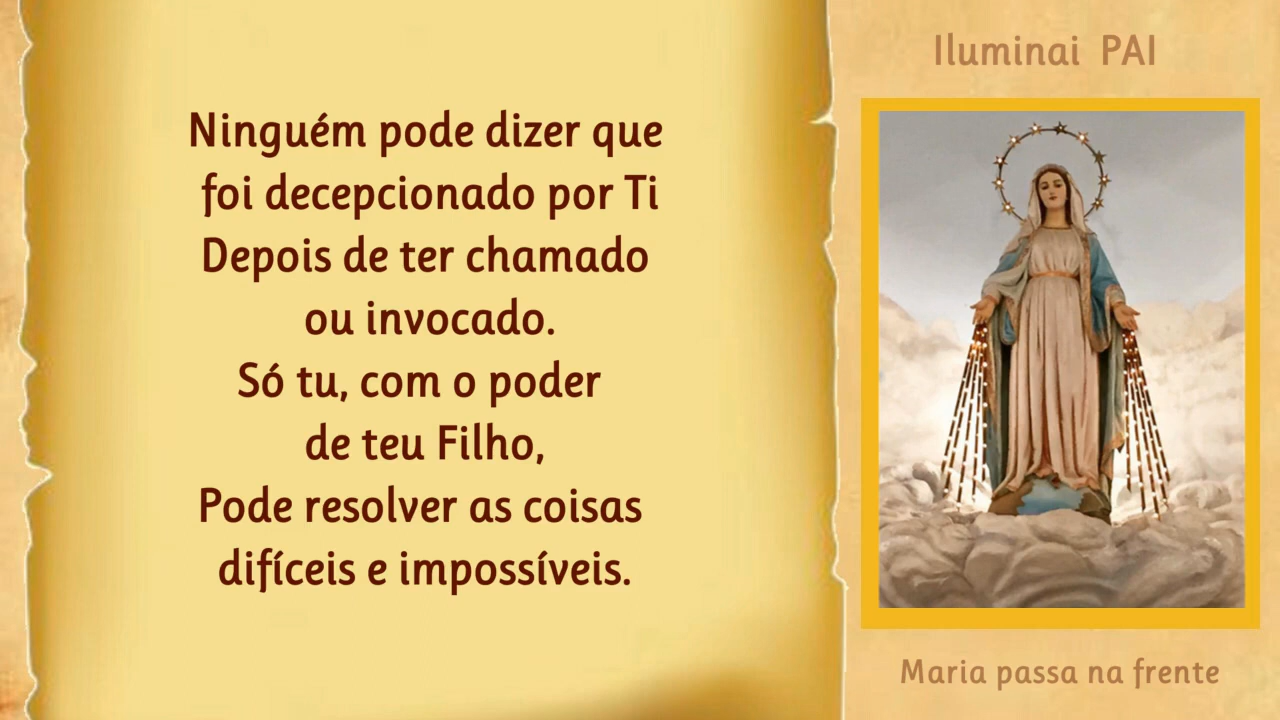 Ninguém pode dizer que
foi decepcionado por Ti
Depois de ter chamado
ou invocado.
Só tu, com o poder
de teu Filho,
Pode resolver as coisas
difíceis e impossíveis.
Iluminai PAI
Maria passa na frente